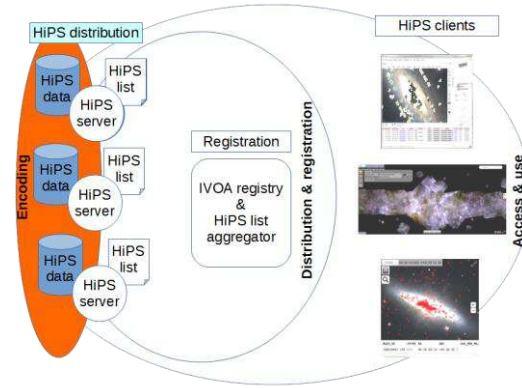 HiPS distribution
HiPS clients
HiPS
data
HiPS
list
HiPS
server
HiPS
data
HiPS
list
HiPS
server
HiPS
data
HiPS
list
HiPS
server
Encoding
Registration
IVOA registry
&
HiPS list
aggregator
Distribution & registration
Access & use